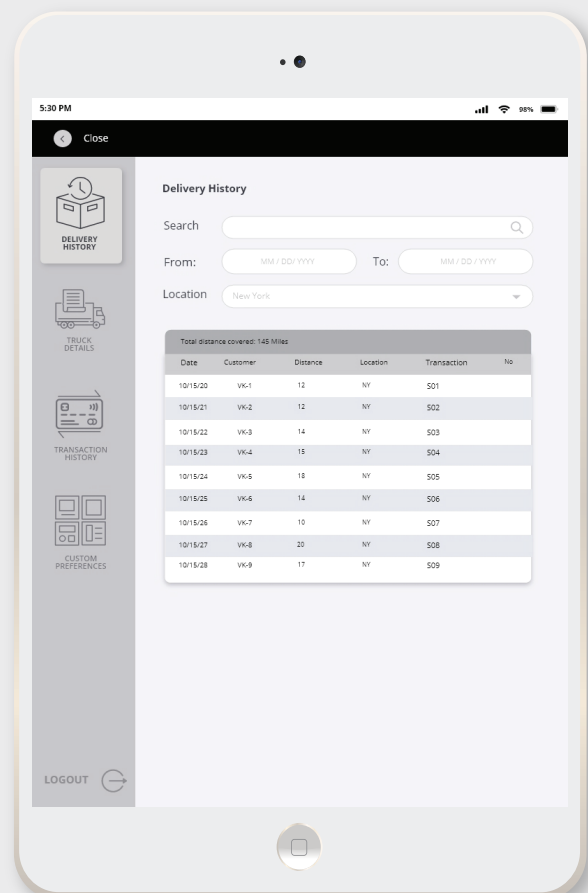 5:30 PM 98%
Close
DELIVERY
HISTORY
TRUCK
DETAILS
TRANSACTION
HISTORY
CUSTOM
PREFERENCES
LOGOUT
Delivery History
Search
From: MM / DD/ YYYY To: MM / DD / YYYY
Location New York
Total distance covered: 145 Miles
Date Customer Distance Location Transaction No
10/15/20 VK-1 12 NY S01
10/15/21 VK-2 12 NY S02
10/15/22 VK-3 14 NY S03
10/15/23 VK-4 15 NY S04
10/15/24 VK-5 18 NY S05
10/15/25 VK-6 14 NY S06
10/15/26 VK-7 10 NY S07
10/15/27 VK-8 20 NY S08
10/15/28 VK-9 17 NY S09